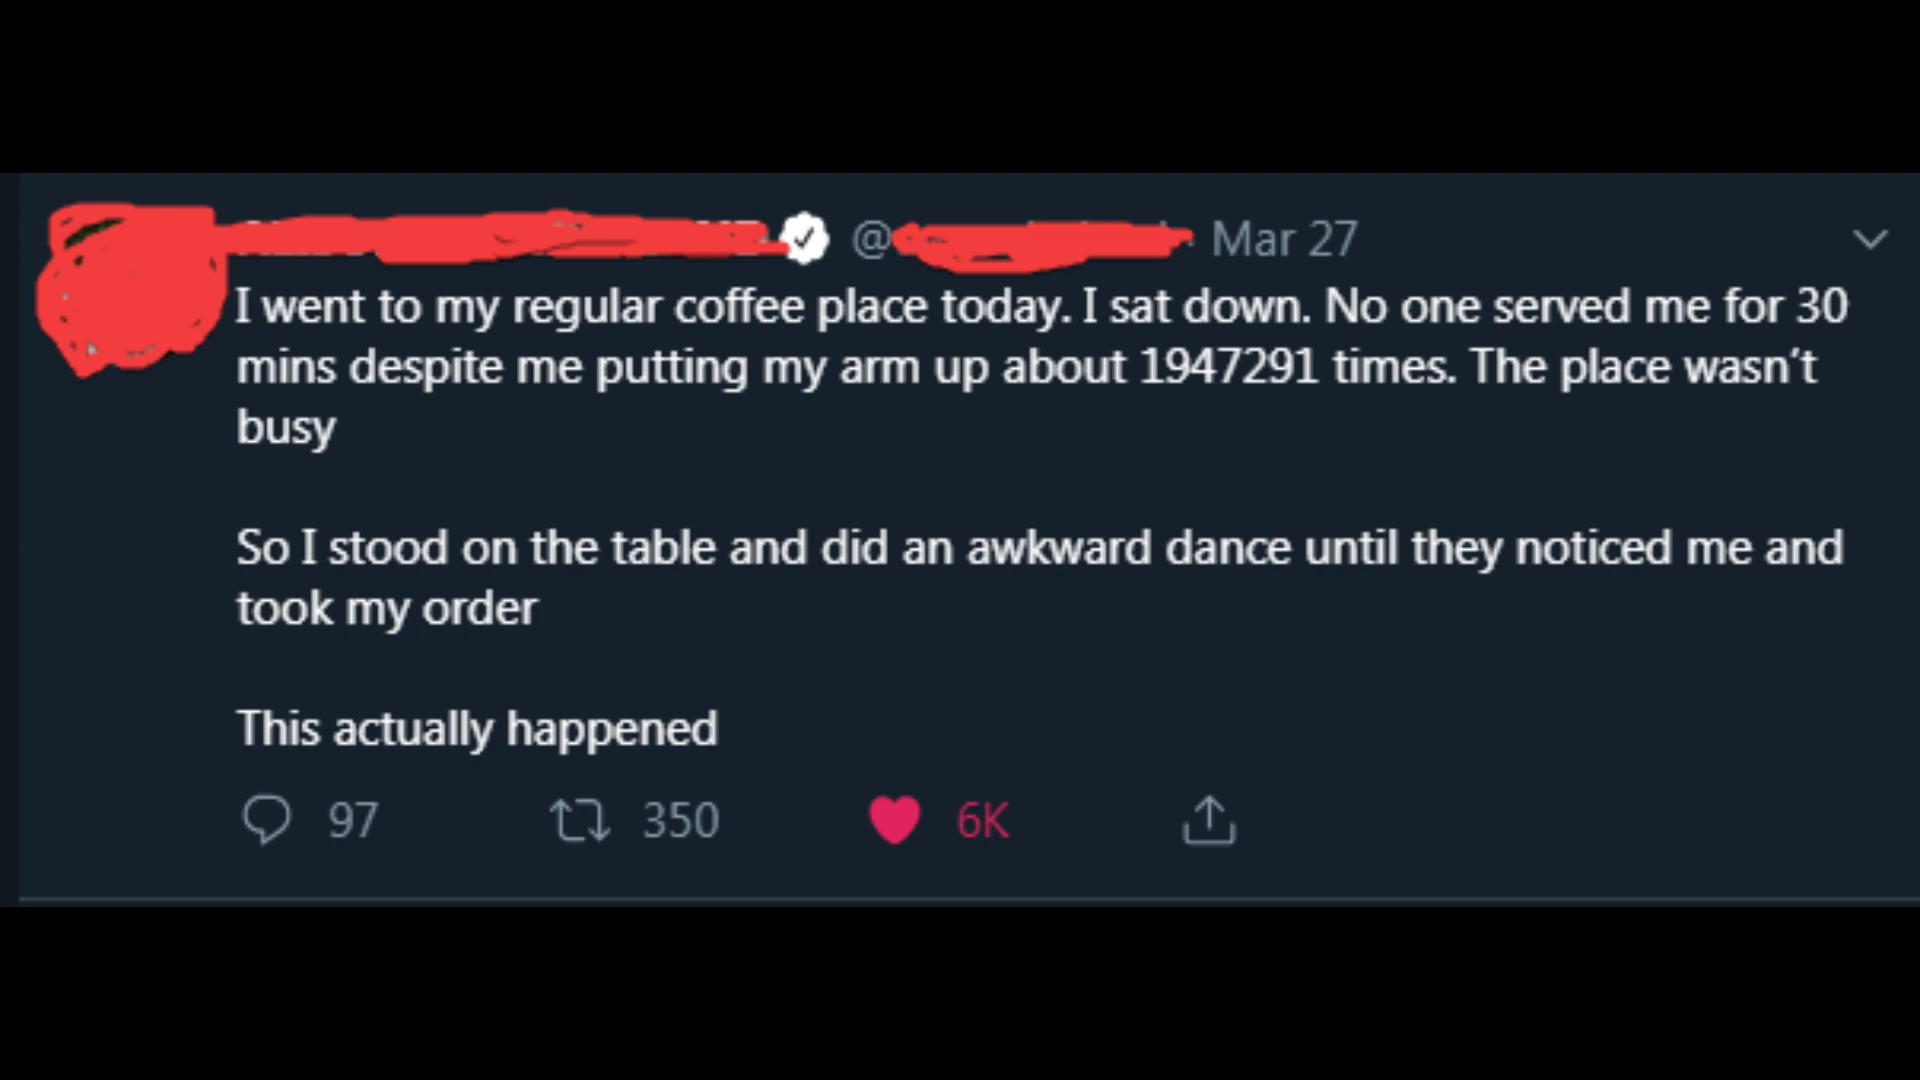 @ Mar 27
I went to my regular coffee place today. I sat down. No one served me for 30
mins despite me putting my arm up about 1947291 times. The place wasn’t
busy
So I stood on the table and did an awkward dance until they noticed me and
took my order
This actually happened
97 350 6K